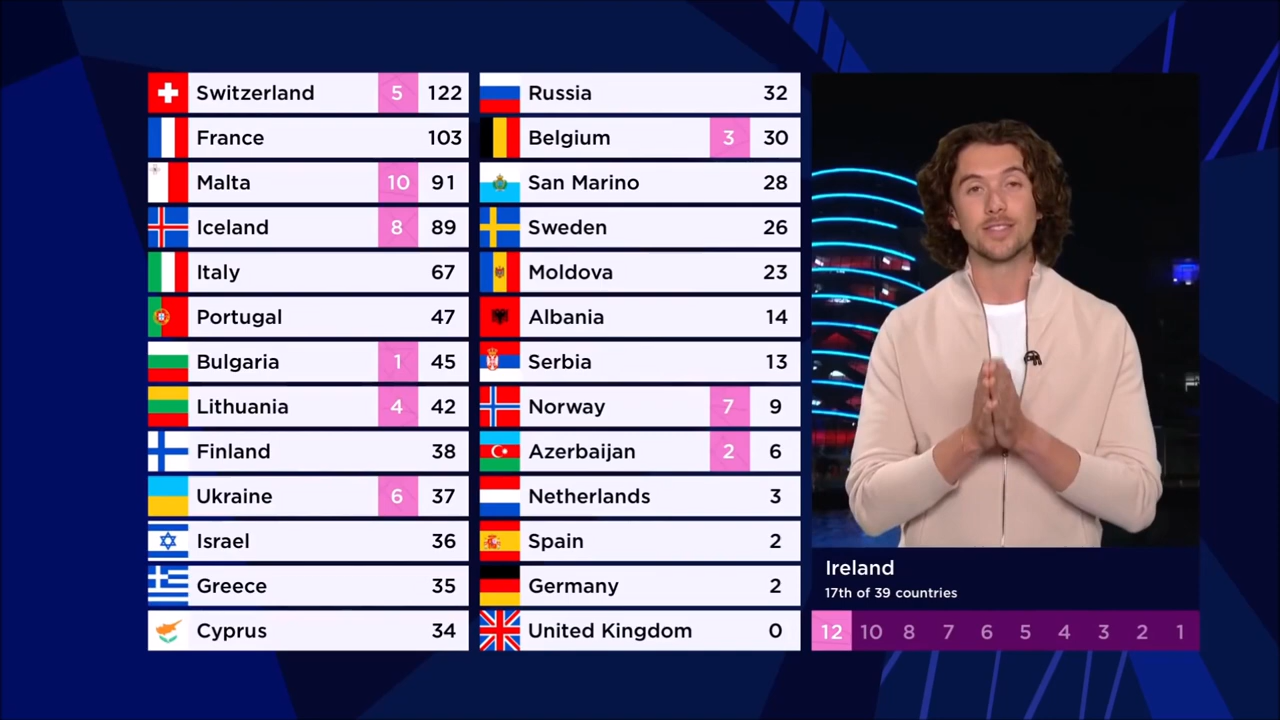 Switzerland 5 122
France 103
Malta 10 91
Iceland 8 89
Italy 67
Portugal 47
Bulgaria 1 45
Lithuania 4 42
Finland 38
Ukraine 6 37
Israel 36
Greece 35
Cyprus 34
Russia 32
Belgium 3 30
San Marino 28
Sweden 26
Moldova 23
Albania 14
Serbia 13
Norway 7 9
Azerbaijan 2 6
Netherlands 3
Spain 2
Germany 2
United Kingdom 0
Ireland
17th of 39 countries
12 10 8 7 6 5 4 3 2 1